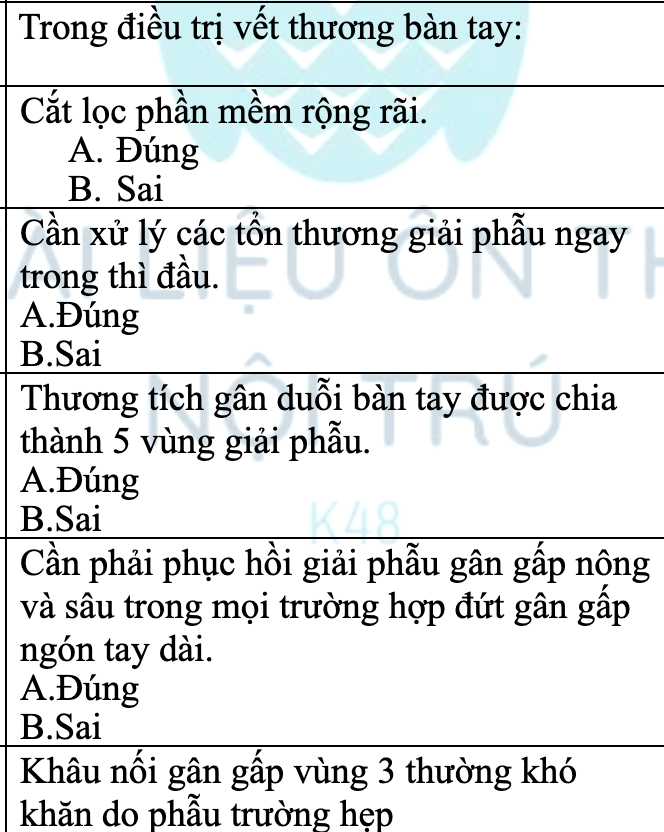 Trong điều trị vết thương bàn tay:
Cắt lọc phần mềm rộng rãi.
A. Đúng
B. Sai
Cần xử lý các tổn thương giải phẫu ngay
trong thì đầu.
A.Đúng
B.Sai
Thương tích gân duỗi bàn tay được chia
thành 5 vùng giải phẫu.
A.Đúng
B.Sai
Cần phải phục hồi giải phẫu gân gấp nông
và sâu trong mọi trường hợp đứt gân gấp
ngón tay dài.
A.Đúng
B.Sai
Khâu nối gân gấp vùng 3 thường khó
khăn do phẫu trường hẹp
LIỆU ÔN
NỘI TRÚ
K48